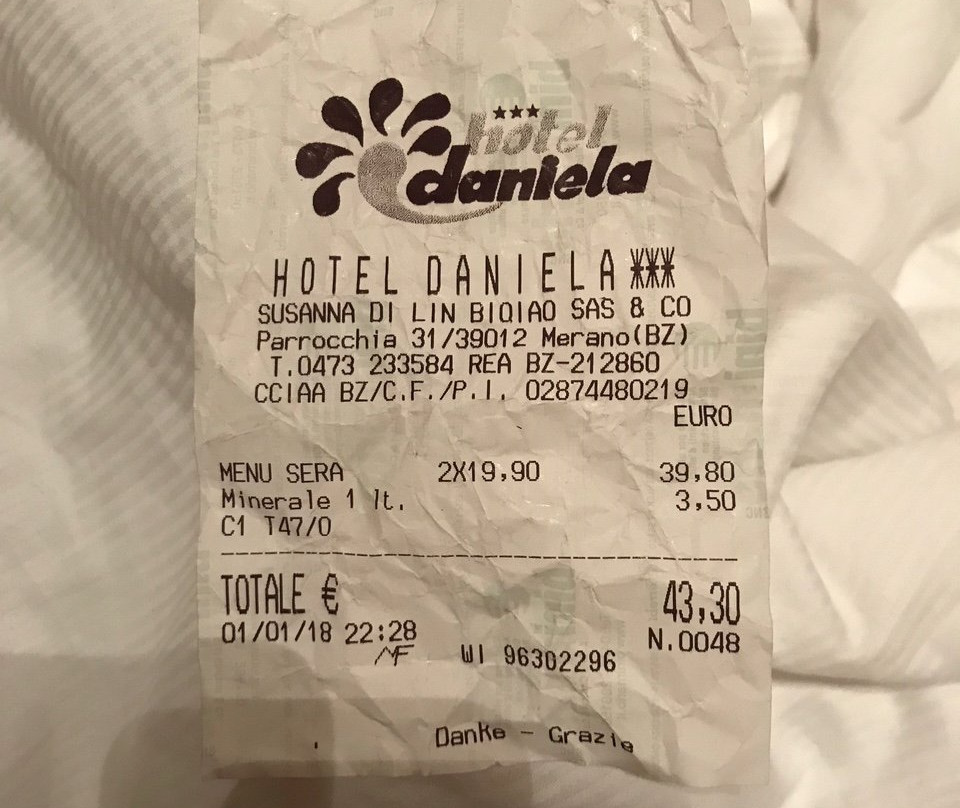 hotel
daniela
HOTEL DANIELA ***
SUSANNA DI LIN BIQIAO SAS & CO
Parrocchia 31/39012 Merano(BZ)
T.0473 233584 REA BZ-212860
CCIAA BZ/C.F./P.I. 02874480219
EURO
MENU SERA 2X19,90 39,80
Minerale 1 lt. 3,50
C1 T47/0
TOTALE € 43,30
01/01/18 22:28 N.0048
MF WI 96302296
Danke - Grazie